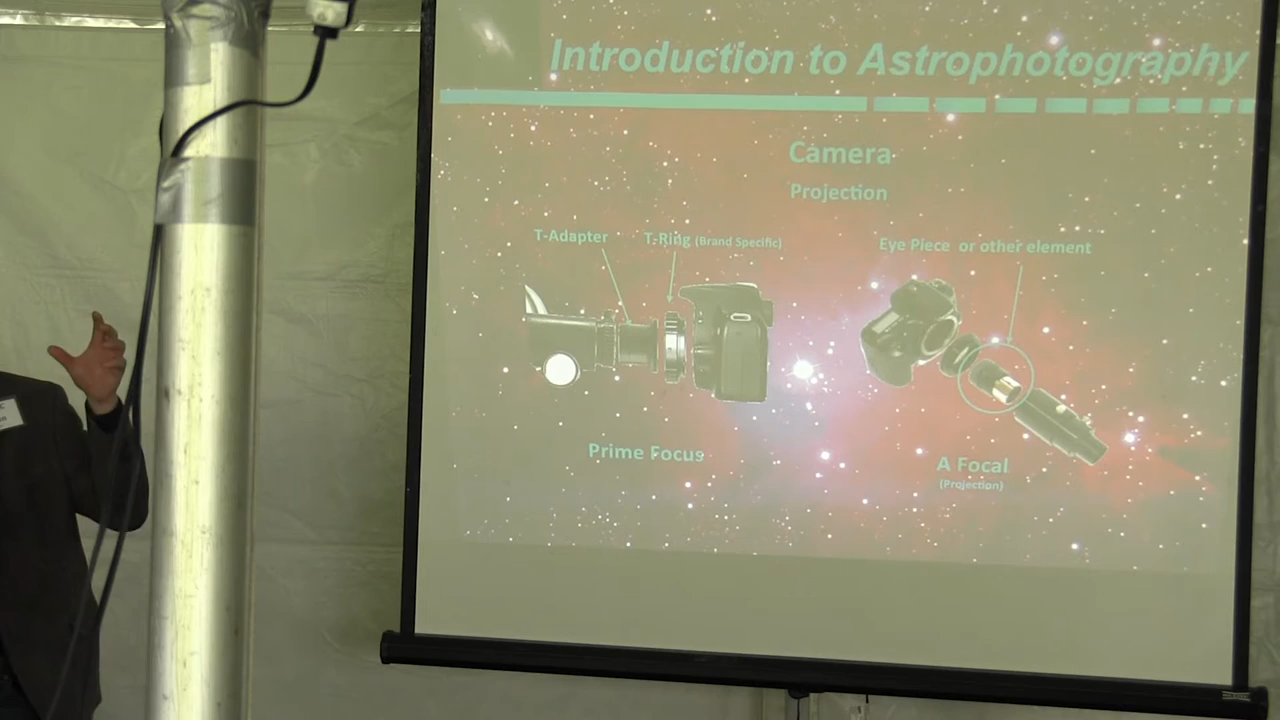 Introduction to Astrophotography
Camera
Projection
T-Adapter
T-Ring (Brand Specific)
Eye Piece or other element
Prime Focus
A Focal
(Projection)